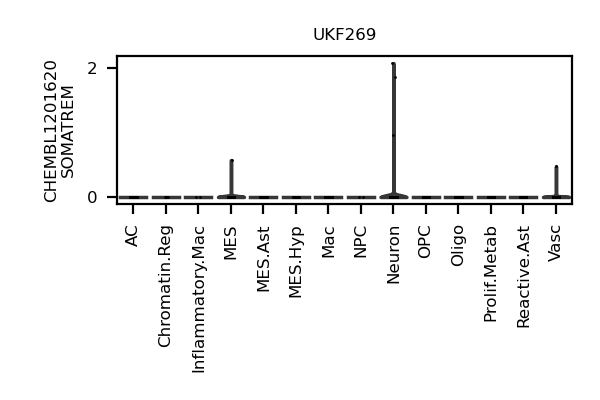 UKF269
CHEMBL1201620
SOMATREM
2
0
AC
Chromatin.Reg
Inflammatory.Mac
MES
MES.Ast
MES.Hyp
Mac
NPC
Neuron
OPC
Oligo
Prolif.Metab
Reactive.Ast
Vasc